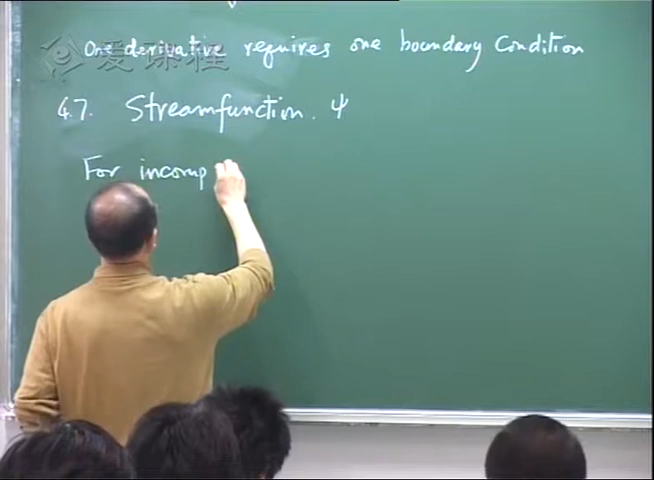 One derivative requires one boundary Condition
4.7. Streamfunction. Ψ
For incomp
爱课程